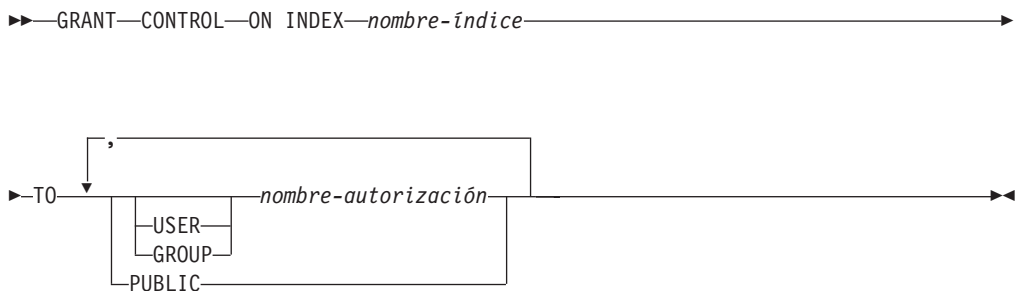 GRANT CONTROL ON INDEX nombre-índice
,
TO nombre-autorización
USER
GROUP
PUBLIC